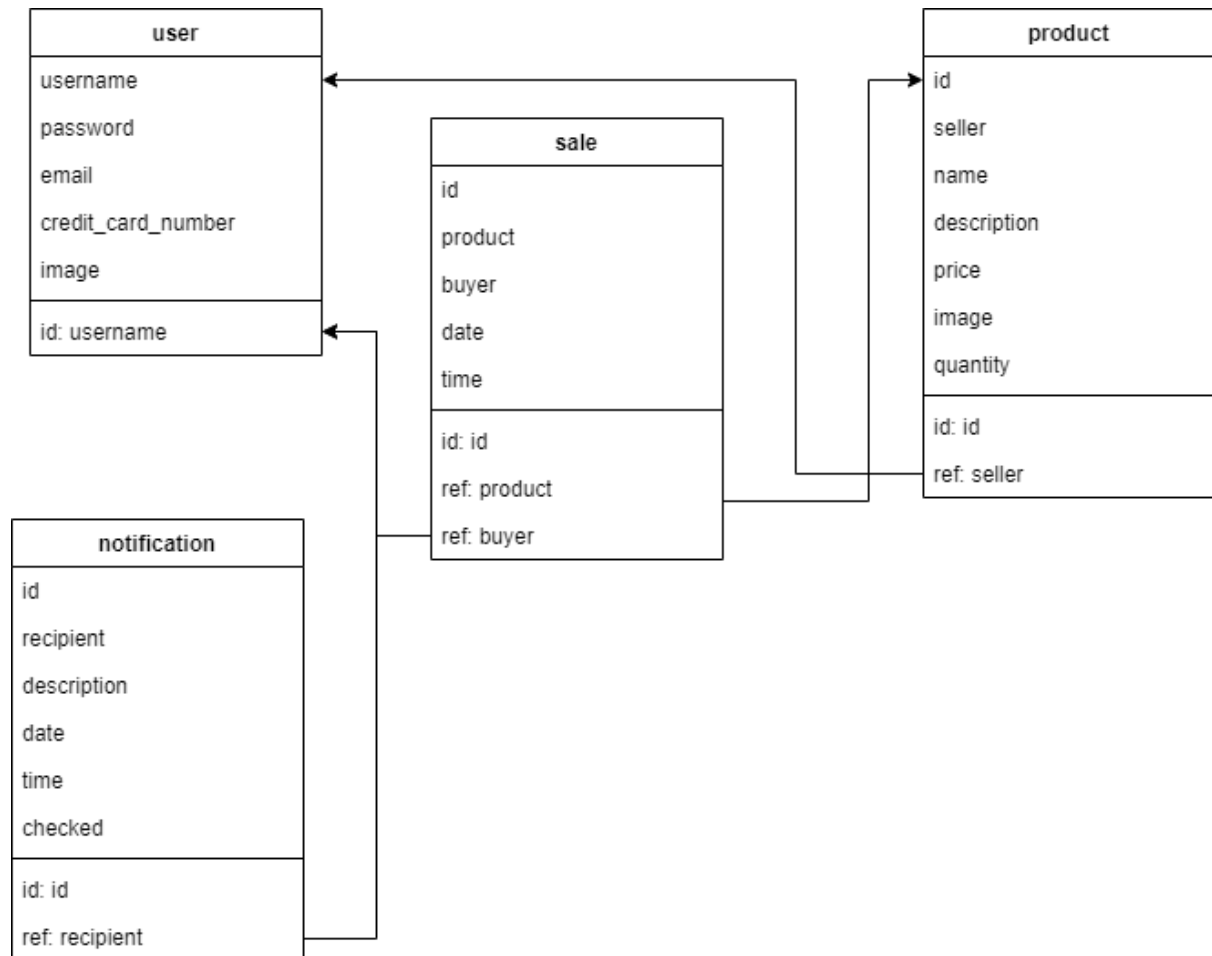 user
username
password
email
credit_card_number
image
id: username
sale
id
product
buyer
date
time
id: id
ref: product
ref: buyer
product
id
seller
name
description
price
image
quantity
id: id
ref: seller
notification
id
recipient
description
date
time
checked
id: id
ref: recipient